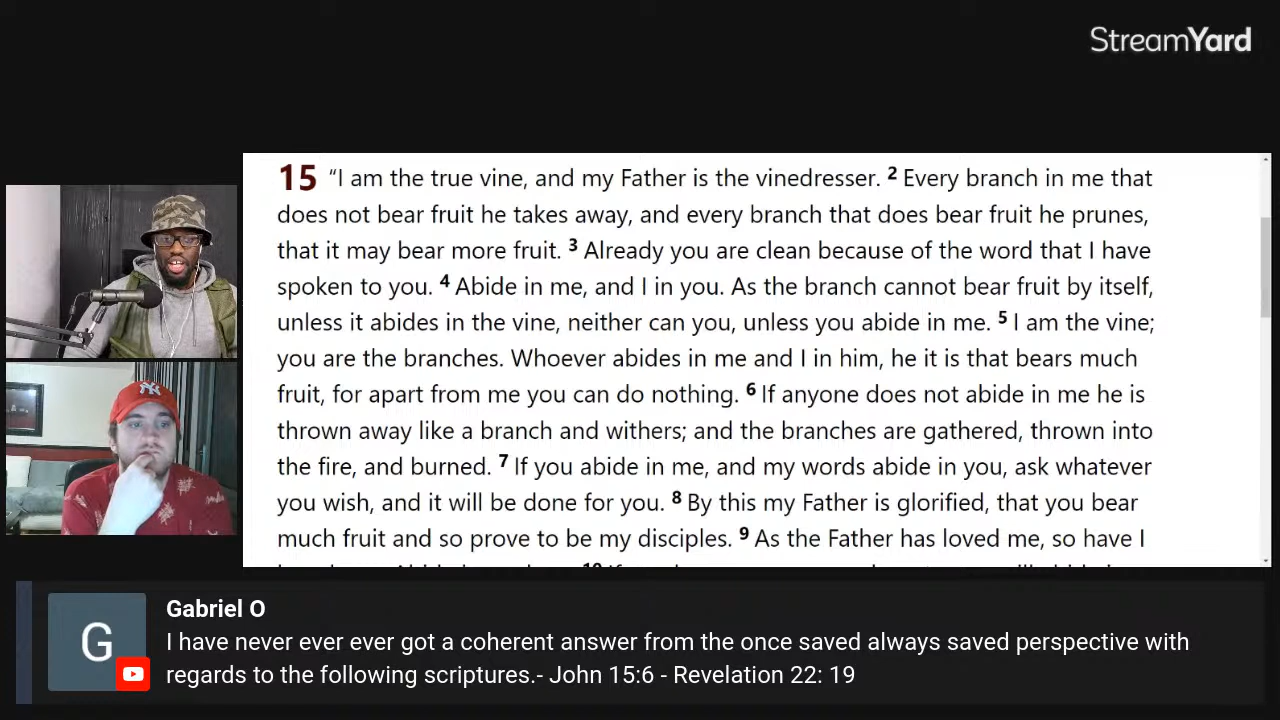 StreamYard
15 “I am the true vine, and my Father is the vinedresser. 2 Every branch in me that
does not bear fruit he takes away, and every branch that does bear fruit he prunes,
that it may bear more fruit. 3 Already you are clean because of the word that I have
spoken to you. 4 Abide in me, and I in you. As the branch cannot bear fruit by itself,
unless it abides in the vine, neither can you, unless you abide in me. 5 I am the vine;
you are the branches. Whoever abides in me and I in him, he it is that bears much
fruit, for apart from me you can do nothing. 6 If anyone does not abide in me he is
thrown away like a branch and withers; and the branches are gathered, thrown into
the fire, and burned. 7 If you abide in me, and my words abide in you, ask whatever
you wish, and it will be done for you. 8 By this my Father is glorified, that you bear
much fruit and so prove to be my disciples. 9 As the Father has loved me, so have I
G
Gabriel O
I have never ever ever got a coherent answer from the once saved always saved perspective with
regards to the following scriptures.- John 15:6 - Revelation 22: 19